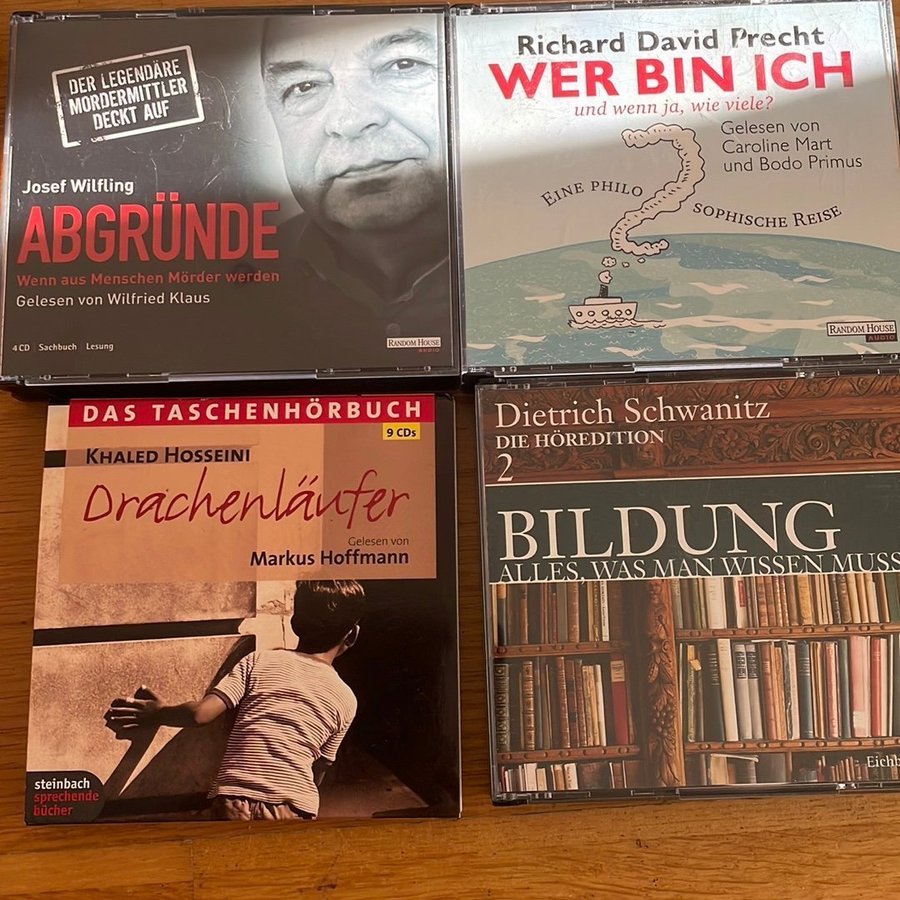 DER LEGENDÄRE
MORDERMITTLER
DECKT AUF
Josef Wilfling
ABGRÜNDE
Wenn aus Menschen Mörder werden
Gelesen von Wilfried Klaus
4 CD | Sachbuch | Lesung
RANDOM HOUSE
AUDIO
Richard David Precht
WER BIN ICH
und wenn ja, wie viele?
Gelesen von
Caroline Mart
und Bodo Primus
EINE PHILO
SOPHISCHE REISE
RANDOM HOUSE
AUDIO
DAS TASCHENHÖRBUCH
9 CDs
KHALED HOSSEINI
Drachenläufer
Gelesen von
Markus Hoffmann
steinbach
sprechende
bücher
Dietrich Schwanitz
DIE HÖREDITION
2
BILDUNG
ALLES, WAS MAN WISSEN MUSS
Eichb